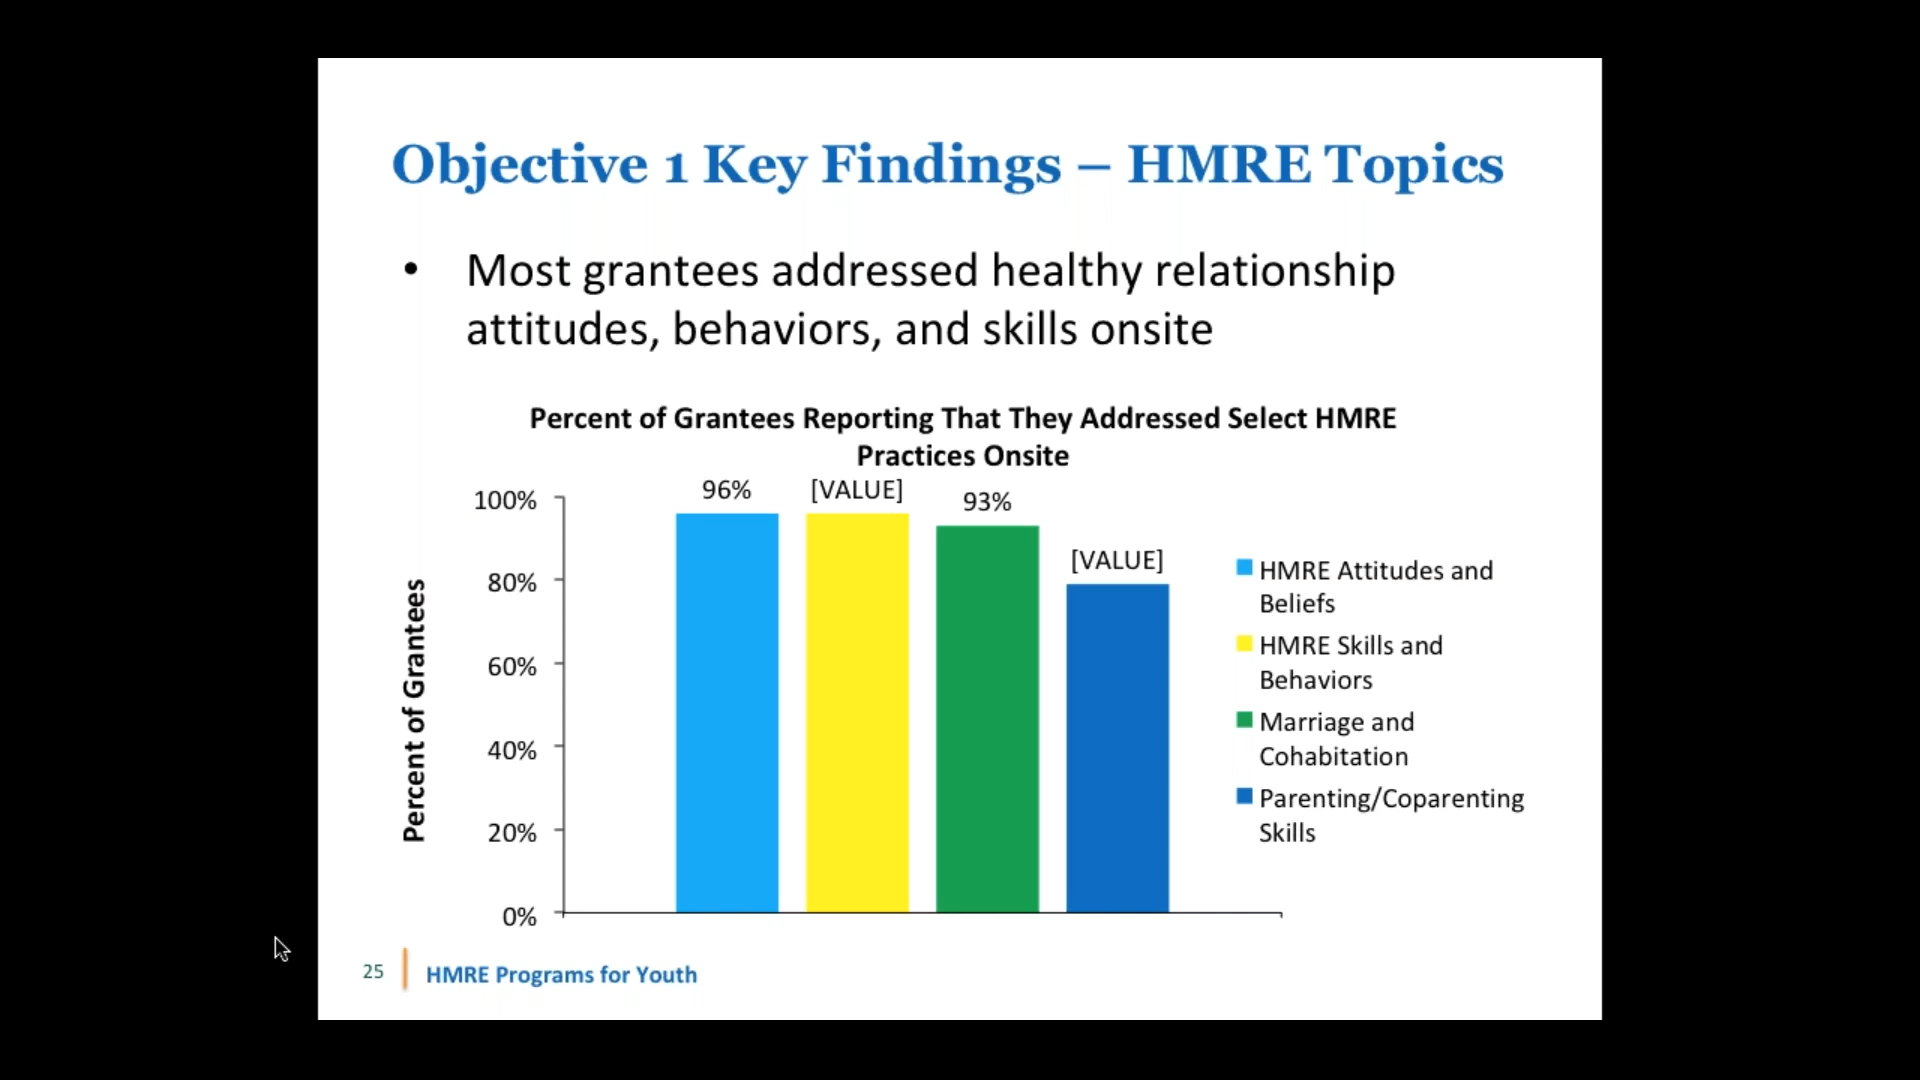 Objective 1 Key Findings – HMRE Topics
• Most grantees addressed healthy relationship
attitudes, behaviors, and skills onsite
Percent of Grantees Reporting That They Addressed Select HMRE
Practices Onsite
Percent of Grantees
100%
80%
60%
40%
20%
0%
96%
[VALUE]
93%
[VALUE]
HMRE Attitudes and
Beliefs
HMRE Skills and
Behaviors
Marriage and
Cohabitation
Parenting/Coparenting
Skills
25
HMRE Programs for Youth